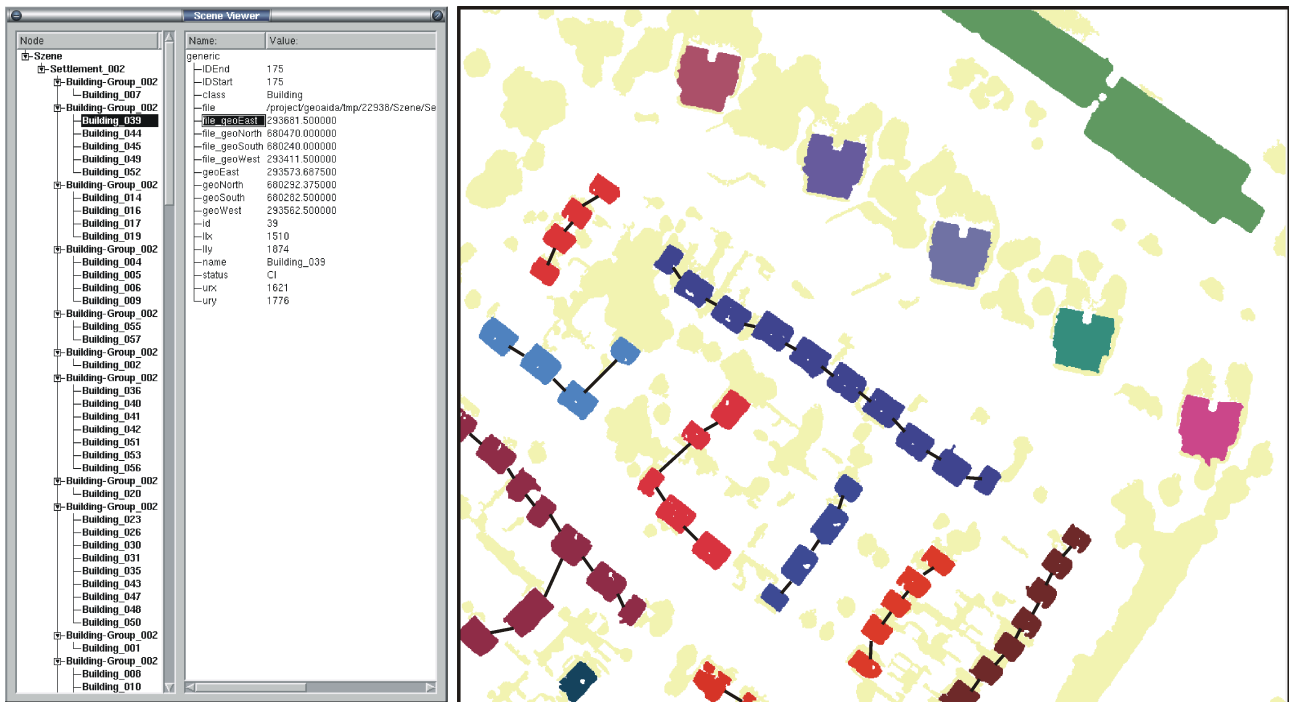 Scene Viewer
Node
Szene
Settlement_002
Building-Group_002
Building_007
Building-Group_002
Building_039
Building_044
Building_045
Building_049
Building_052
Building-Group_002
Building_014
Building_016
Building_017
Building_019
Building-Group_002
Building_004
Building_005
Building_006
Building_009
Building-Group_002
Building_055
Building_057
Building-Group_002
Building_002
Building-Group_002
Building_036
Building_040
Building_041
Building_042
Building_051
Building_053
Building_056
Building-Group_002
Building_020
Building-Group_002
Building_023
Building_026
Building_030
Building_031
Building_035
Building_043
Building_047
Building_048
Building_050
Building-Group_002
Building_001
Building-Group_002
Building_008
Building_010
Name: Value:
generic
IDEnd 175
IDStart 175
class Building
file /project/geoaida/tmp/22938/Szene/Se
file_geoEast 293681.500000
file_geoNorth 680470.000000
file_geoSouth 680240.000000
file_geoWest 293411.500000
geoEast 293573.687500
geoNorth 680292.375000
geoSouth 680282.500000
geoWest 293562.500000
id 39
llx 1510
lly 1874
name Building_039
status CI
urx 1621
ury 1776